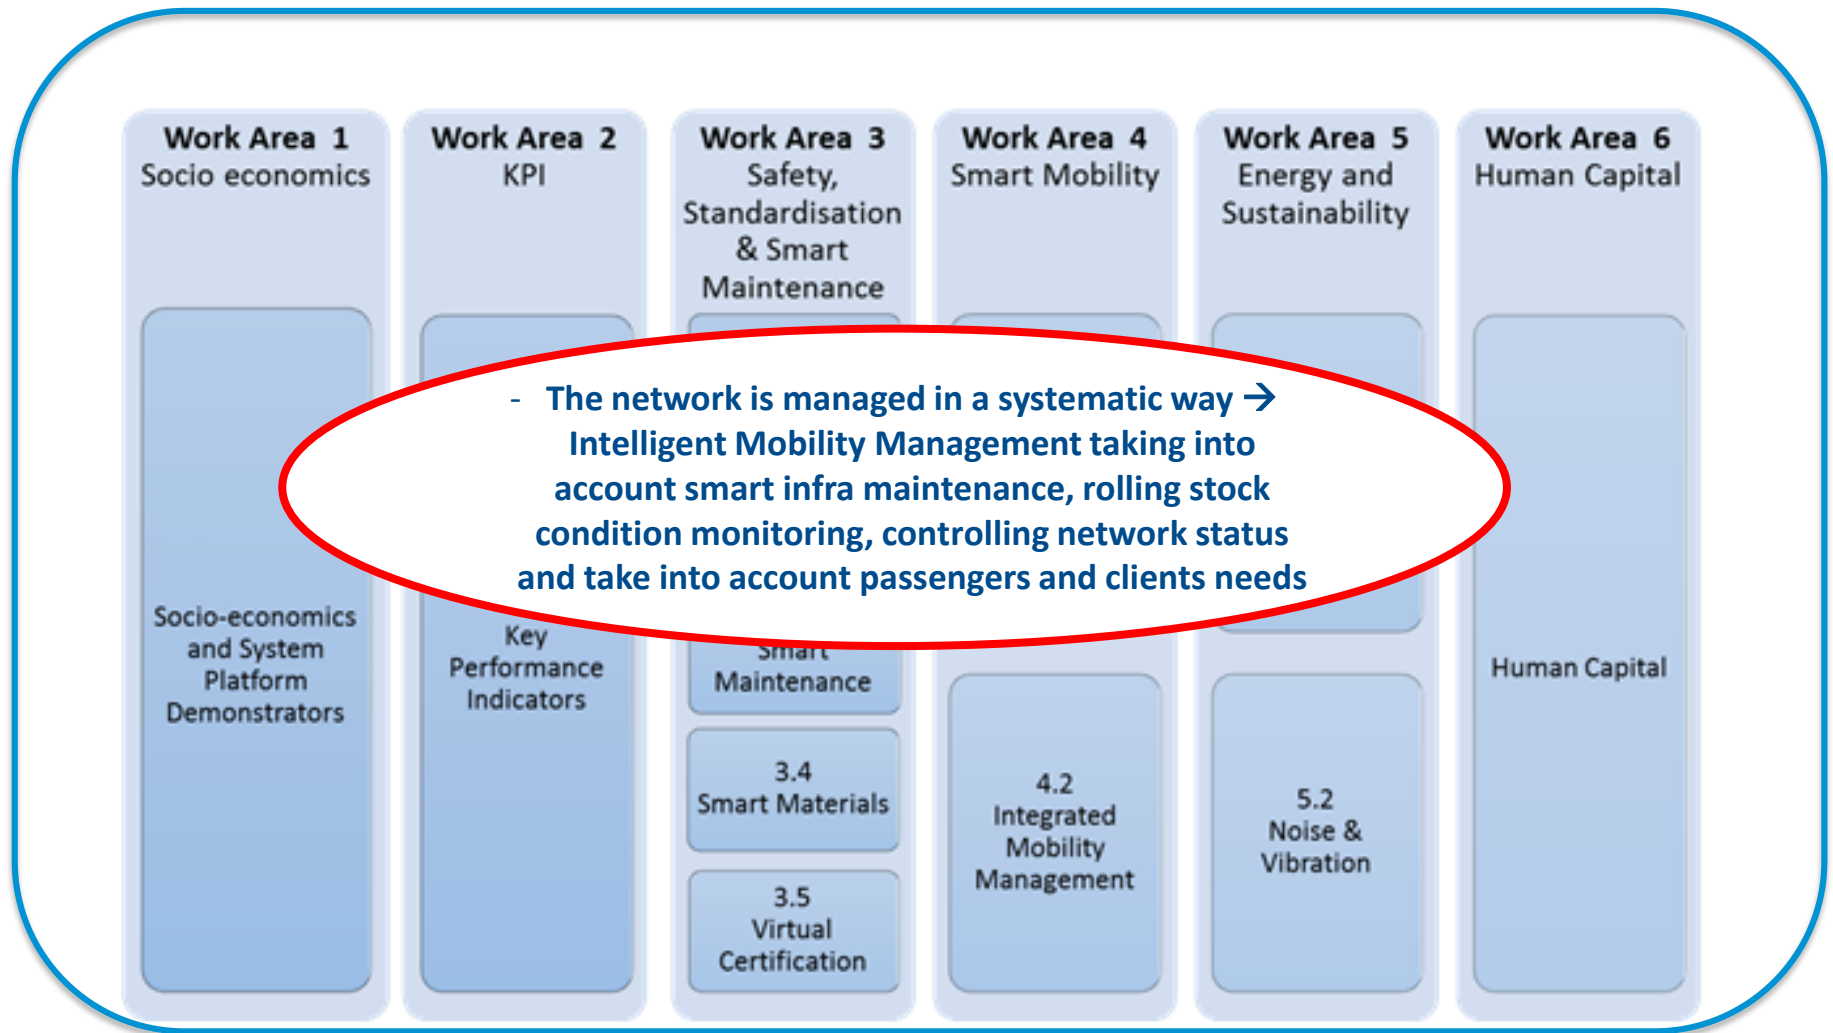 Work Area 1
Socio economics
Work Area 2
KPI
Work Area 3
Safety,
Standardisation
& Smart
Maintenance
Work Area 4
Smart Mobility
Work Area 5
Energy and
Sustainability
Work Area 6
Human Capital
- The network is managed in a systematic way →
Intelligent Mobility Management taking into
account smart infra maintenance, rolling stock
condition monitoring, controlling network status
and take into account passengers and clients needs
Socio-economics
and System
Platform
Demonstrators
Key
Performance
Indicators
Smart
Maintenance
3.4
Smart Materials
3.5
Virtual
Certification
4.2
Integrated
Mobility
Management
5.2
Noise &
Vibration
Human Capital